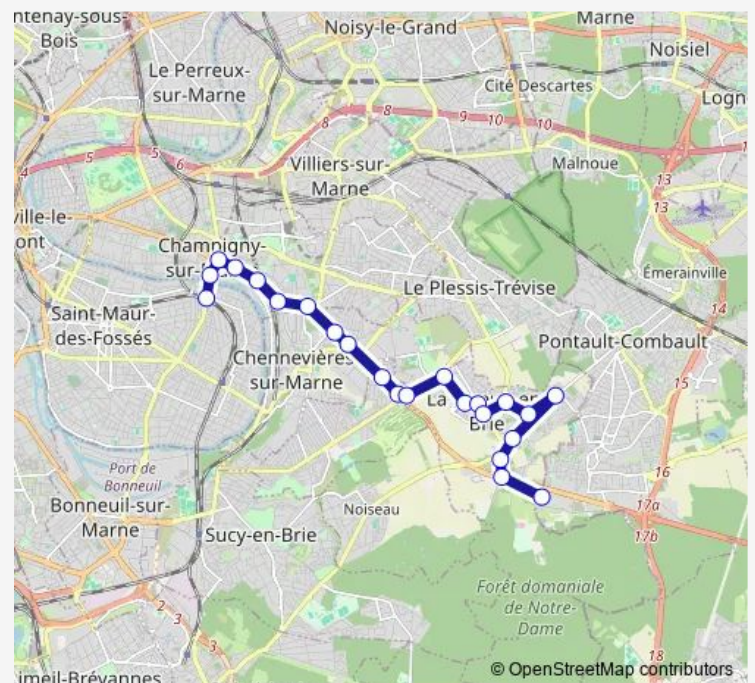 ntenay-sous-
Bois
Noisy-le-Grand
Marne
Noisiel
Le Perreux-
sur-Marne
Cité Descartes
Logn
8
8
9
10
10
4
5
5
6
Villiers-sur-
Marne
Malnoue
13
13
ville-le-
ont
Champigny-
sur-
Émerainville
Le Plessis-Trévise
14
Saint-Maur-
des-Fossés
Pontault-Combault
Chennevières
sur-Marne
15
La
en
Brie
Port de
Bonneuil
16
Bonneuil-sur-
Marne
Noiseau
17a
Sucy-en-Brie
17b
Forêt domaniale
de Notre-
Dame
2
3
3
18
imeil-Brévannes
© OpenStreetMap contributors